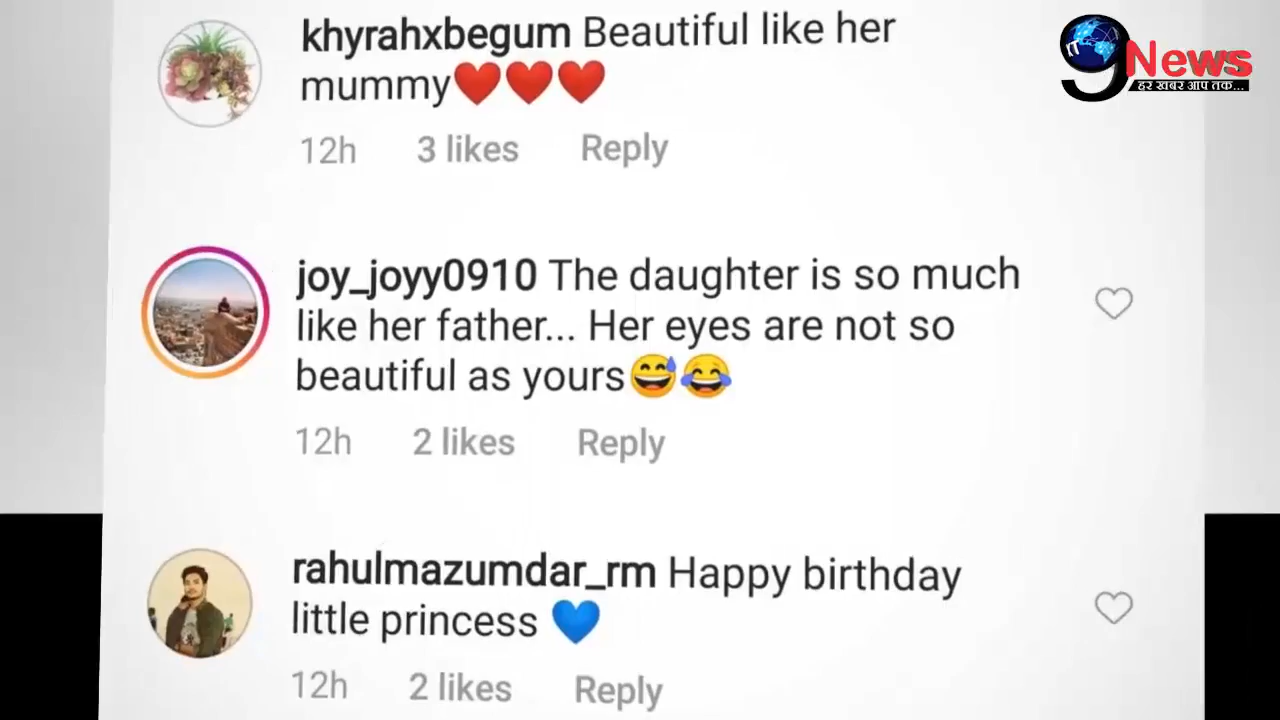 khyrahxbegum Beautiful like her
mummy❤️❤️❤️
12h 3 likes Reply
IT
9 News
हर खबर आप तक...
joy_joyy0910 The daughter is so much
like her father... Her eyes are not so
beautiful as yours😅😂
12h 2 likes Reply
rahulmazumdar_rm Happy birthday
little princess 💙
12h 2 likes Reply